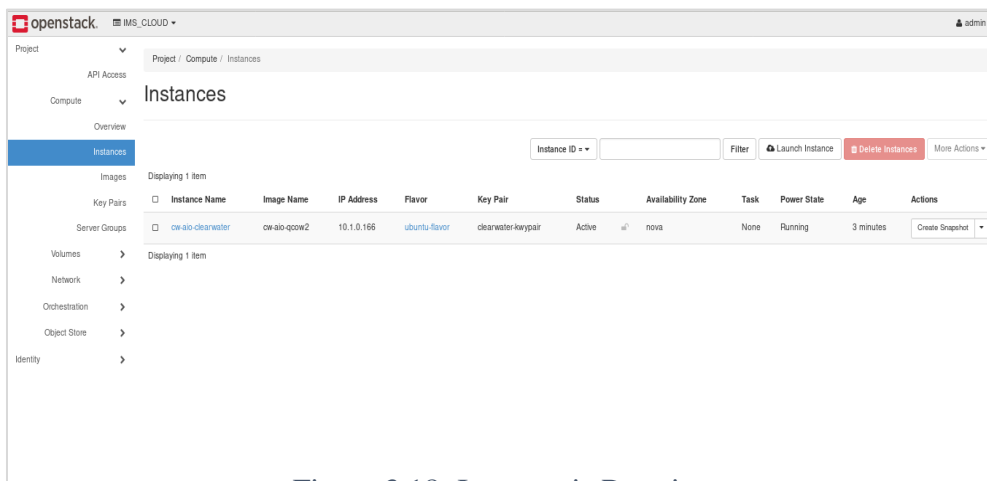 openstack. IMS_CLOUD admin
Project
API Access
Compute
Overview
Instances
Images
Key Pairs
Server Groups
Volumes
Network
Orchestration
Object Store
Identity
Project / Compute / Instances
Instances
Instance ID = Filter Launch Instance Delete Instances More Actions
Displaying 1 item
Instance Name Image Name IP Address Flavor Key Pair Status Availability Zone Task Power State Age Actions
cw-aio-clearwater cw-aio-qcow2 10.1.0.166 ubuntu-flavor clearwater-kwypair Active nova None Running 3 minutes Create Snapshot
Displaying 1 item